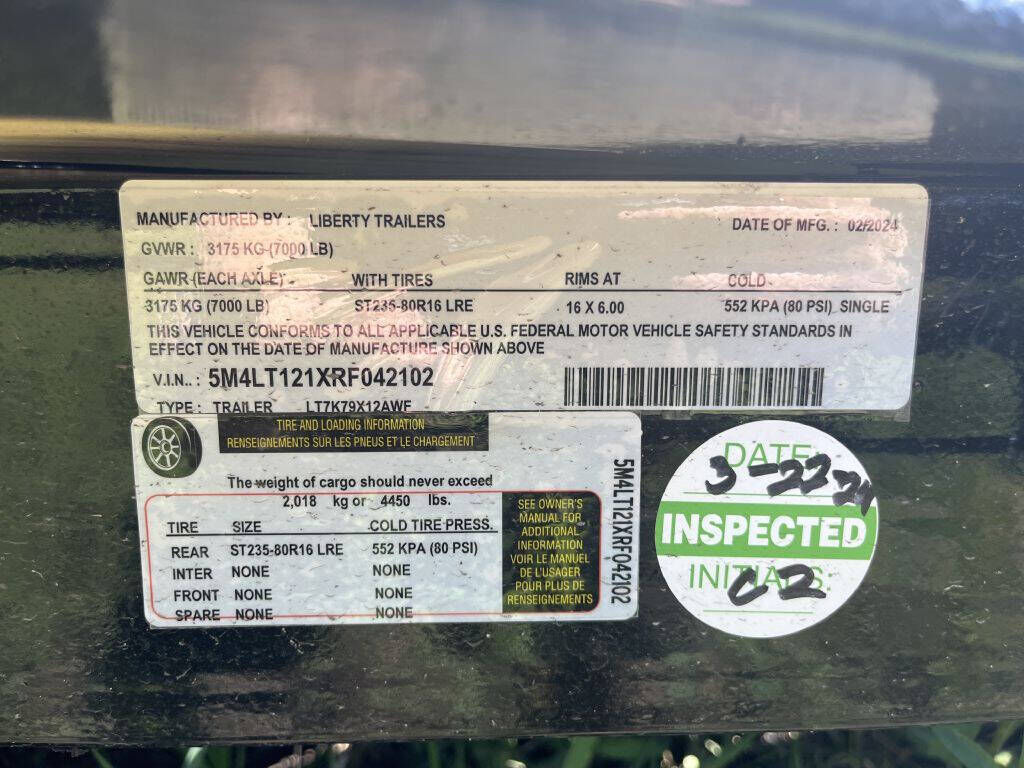 MANUFACTURED BY : LIBERTY TRAILERS DATE OF MFG. : 02/2024
GVWR : 3175 KG (7000 LB)
GAWR (EACH AXLE) WITH TIRES RIMS AT COLD
3175 KG (7000 LB) ST235-80R16 LRE 16 X 6.00 552 KPA (80 PSI) SINGLE
THIS VEHICLE CONFORMS TO ALL APPLICABLE U.S. FEDERAL MOTOR VEHICLE SAFETY STANDARDS IN
EFFECT ON THE DATE OF MANUFACTURE SHOWN ABOVE
V.I.N.: 5M4LT121XRF042102
TYPE: TRAILER LT7K79X12AWF
TIRE AND LOADING INFORMATION
RENSEIGNEMENTS SUR LES PNEUS ET LE CHARGEMENT
The weight of cargo should never exceed
2,018 kg or 4450 lbs.
TIRE SIZE COLD TIRE PRESS.
REAR ST235-80R16 LRE 552 KPA (80 PSI)
INTER NONE NONE
FRONT NONE NONE
SPARE NONE NONE
SEE OWNER'S
MANUAL FOR
ADDITIONAL
INFORMATION
VOIR LE MANUEL
DE L'USAGER
POUR PLUS DE
RENSEIGNEMENTS
5M4LT121XRF042102
DATE
3-22-24
INSPECTED
INITIALS: